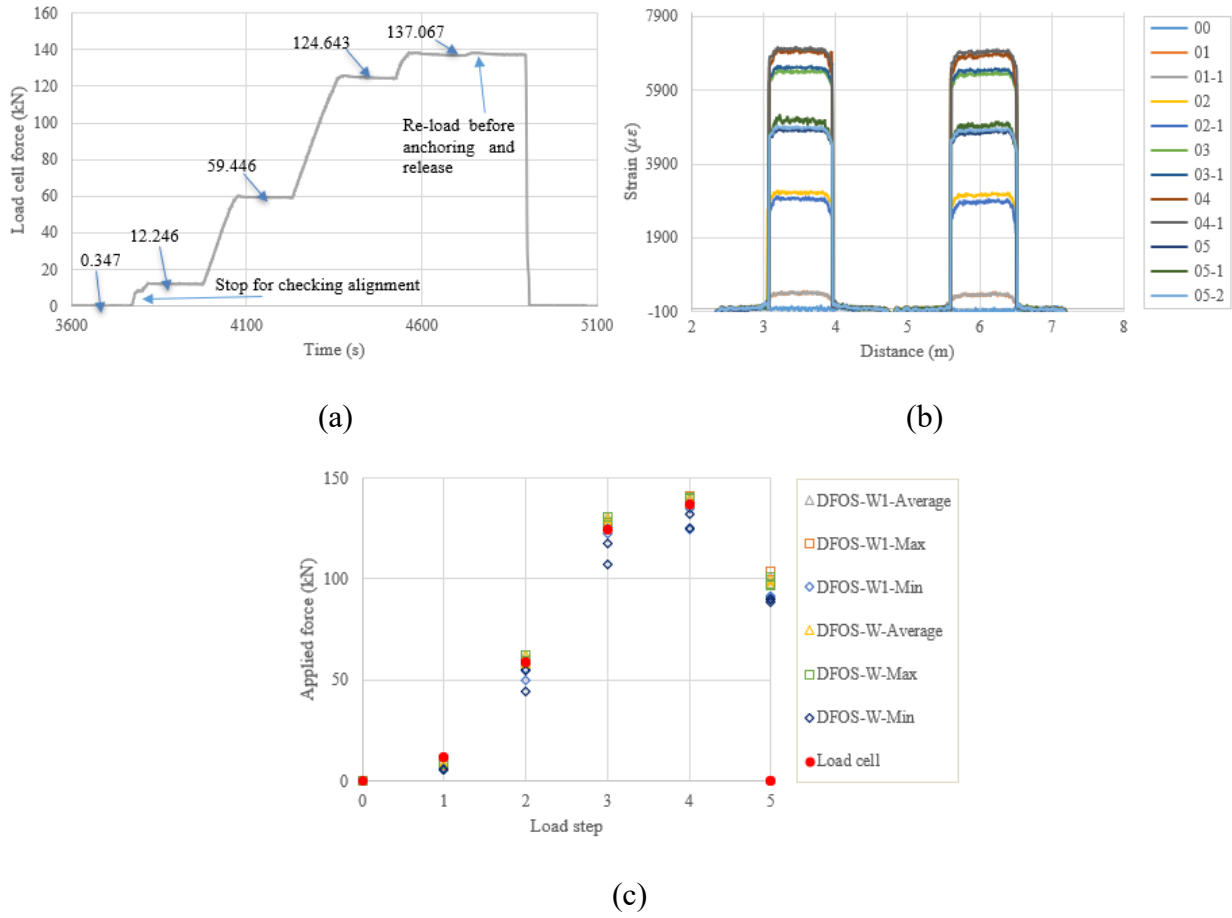 160
140
120
100
80
60
40
20
0
Load cell force (kN)
3600
4100
4600
5100
Time (s)
0.347
12.246
59.446
124.643
137.067
Re-load before
anchoring and
release
Stop for checking alignment
(a)
7900
5900
3900
1900
-100
Strain (με)
2
3
4
5
6
7
8
Distance (m)
00
01
01-1
02
02-1
03
03-1
04
04-1
05
05-1
05-2
(b)
150
100
50
0
Applied force (kN)
0
1
2
3
4
5
Load step
DFOS-W1-Average
DFOS-W1-Max
DFOS-W1-Min
DFOS-W-Average
DFOS-W-Max
DFOS-W-Min
Load cell
(c)